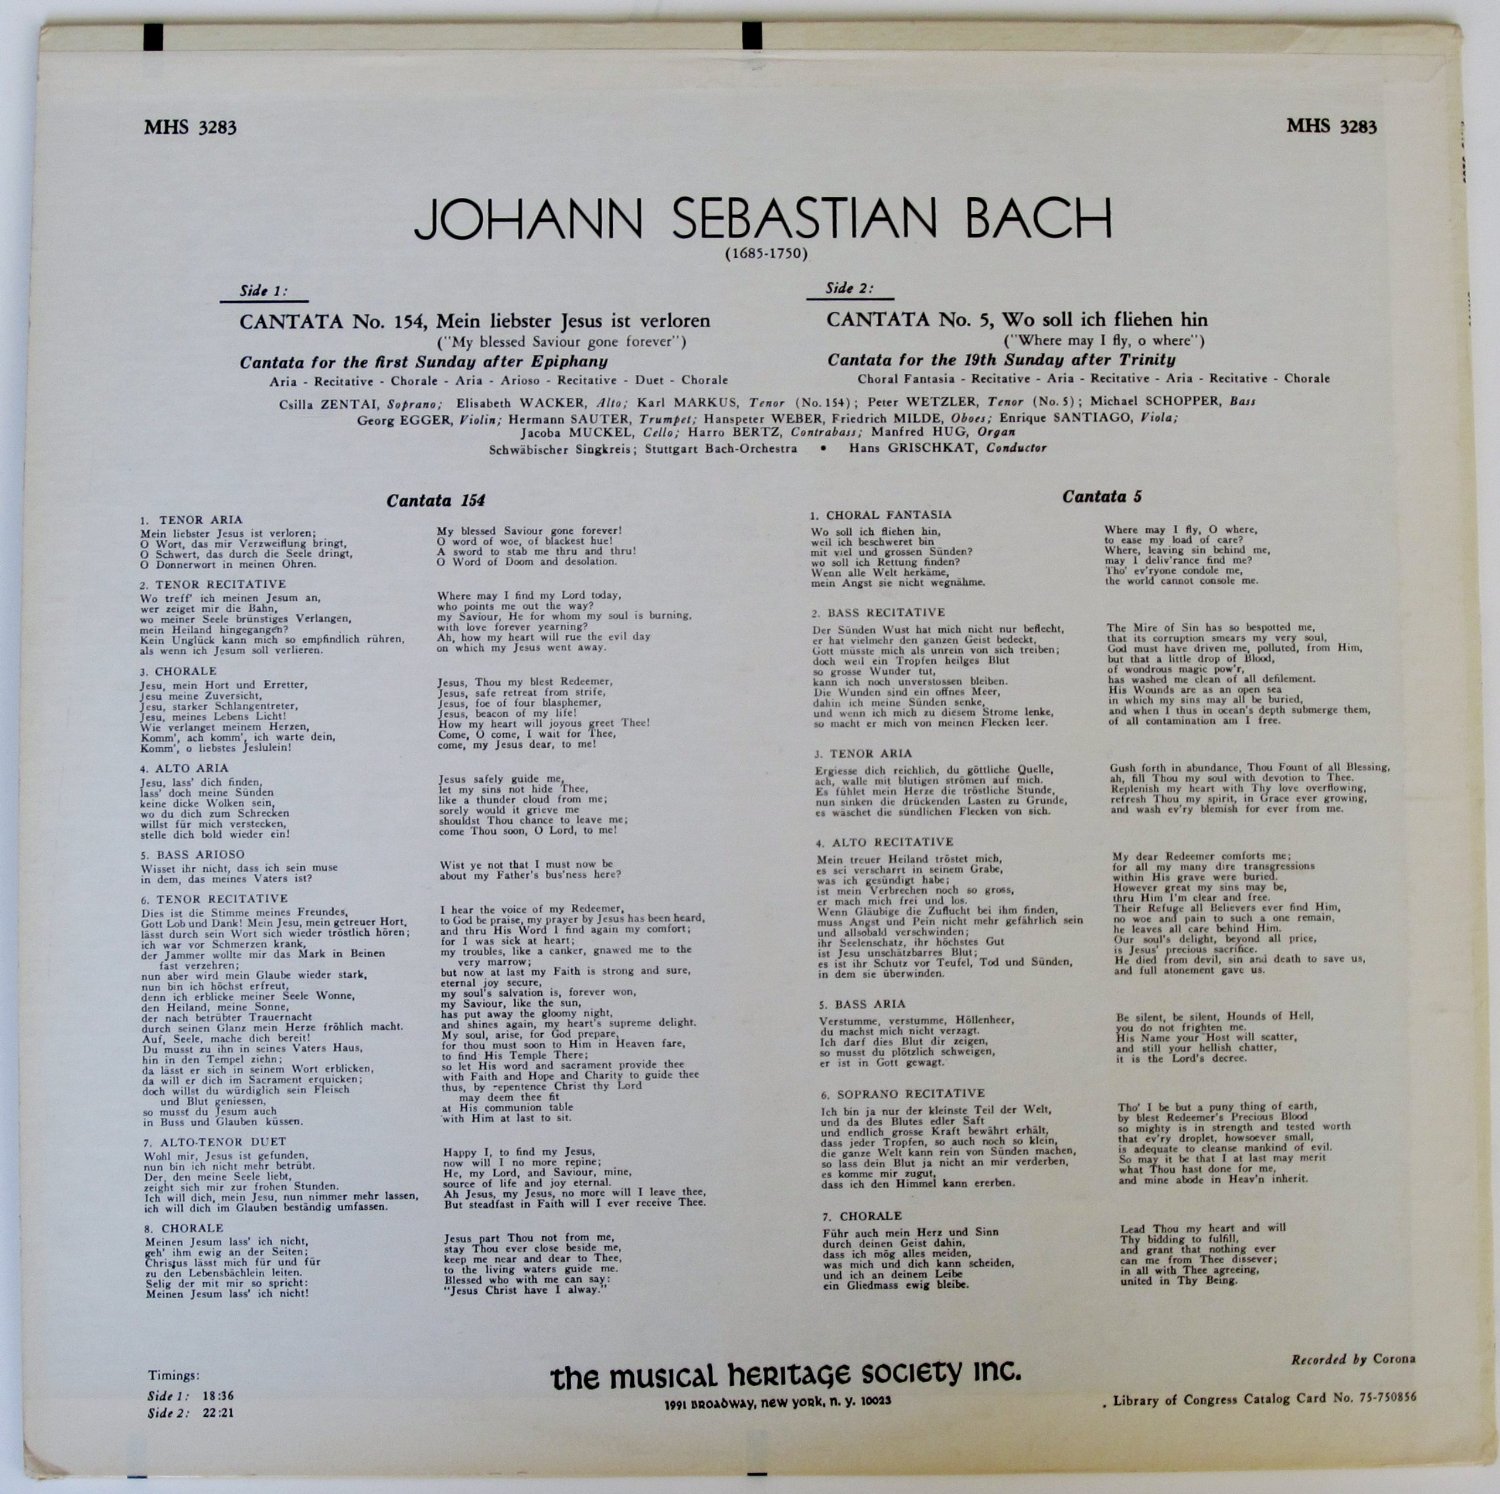 MHS 3283
MHS 3283
JOHANN SEBASTIAN BACH
(1685-1750)
Side 1:
CANTATA No. 154, Mein liebster Jesus ist verloren
("My blessed Saviour gone forever")
Cantata for the first Sunday after Epiphany
Aria - Recitative - Chorale - Aria - Arioso - Recitative - Duet - Chorale
Side 2:
CANTATA No. 5, Wo soll ich fliehen hin
("Where may I fly, o where")
Cantata for the 19th Sunday after Trinity
Choral Fantasia - Recitative - Aria - Recitative - Aria - Recitative - Chorale
Csilla ZENTAI, Soprano; Elisabeth WACKER, Alto; Karl MARKUS, Tenor (No. 154); Peter WETZLER, Tenor (No. 5); Michael SCHOPPER, Bass
Georg EGGER, Violin; Hermann SAUTER, Trumpet; Hanspeter WEBER, Friedrich MILDE, Oboes; Enrique SANTIAGO, Viola;
Jacoba MUCKEL, Cello; Harro BERTZ, Contrabass; Manfred HUG, Organ
Schwäbischer Singkreis; Stuttgart Bach-Orchestra • Hans GRISCHKAT, Conductor
Cantata 154
1. TENOR ARIA
Mein liebster Jesus ist verloren;
O Wort, das mir Verzweiflung bringt,
O Schwert, das durch die Seele dringt,
O Donnerwort in meinen Ohren.
My blessed Saviour gone forever!
O word of woe, of blackest hue!
A sword to stab me thru and thru!
O Word of Doom and desolation.
2. TENOR RECITATIVE
Wo treff' ich meinen Jesum an,
wer zeiget mir die Bahn,
wo meiner Seele brünstiges Verlangen,
mein Heiland hingegangen?
Kein Unglück kann mich so empfindlich rühren,
als wenn ich Jesum soll verlieren.
Where may I find my Lord today,
who points me out the way?
my Saviour, He for whom my soul is burning,
with love forever yearning?
Ah, how my heart will rue the evil day
on which my Jesus went away.
3. CHORALE
Jesu, mein Hort und Erretter,
Jesu meine Zuversicht,
Jesu, starker Schlangentreter,
Jesu, meines Lebens Licht!
Wie verlanget meinem Herzen,
Komm', ach komm', ich warte dein,
Komm', o liebstes Jeslulein!
Jesus, Thou my blest Redeemer,
Jesus, safe retreat from strife,
Jesus, foe of four blasphemer,
Jesus, beacon of my life!
How my heart will joyous greet Thee!
Come, O come, I wait for Thee,
come, my Jesus dear, to me!
4. ALTO ARIA
Jesu, lass' dich finden,
lass' doch meine Sünden
keine dicke Wolken sein,
wo du dich zum Schrecken
willst für mich verstecken,
stelle dich bold wieder ein!
Jesus safely guide me,
let my sins not hide Thee,
like a thunder cloud from me;
sorely would it grieve me
shouldst Thou chance to leave me;
come Thou soon, O Lord, to me!
5. BASS ARIOSO
Wisset ihr nicht, dass ich sein muse
in dem, das meines Vaters ist?
Wist ye not that I must now be
about my Father's bus'ness here?
6. TENOR RECITATIVE
Dies ist die Stimme meines Freundes,
Gott Lob und Dank! Mein Jesu, mein getreuer Hort,
lässt durch sein Wort sich wieder tröstlich hören;
ich war vor Schmerzen krank,
der Jammer wollte mir das Mark in Beinen
fast verzehren;
nun aber wird mein Glaube wieder stark,
nun bin ich höchst erfreut,
denn ich erblicke meiner Seele Wonne,
den Heiland, meine Sonne,
der nach betrübter Trauernacht
durch seinen Glanz mein Herze fröhlich macht.
Auf, Seele, mache dich bereit!
Du musst zu ihn in seines Vaters Haus,
hin in den Tempel ziehn;
da lässt er sich in seinem Wort erblicken,
da will er dich im Sacrament erquicken;
doch willst du würdiglich sein Fleisch
und Blut geniessen,
so musst du Jesum auch
in Buss und Glauben küssen.
I hear the voice of my Redeemer,
to God be praise, my prayer by Jesus has been heard,
and thru His Word I find again my comfort;
for I was sick at heart;
my troubles, like a canker, gnawed me to the
very marrow;
but now at last my Faith is strong and sure,
eternal joy secure,
my soul's salvation is, forever won,
my Saviour, like the sun,
has put away the gloomy night,
and shines again, my heart's supreme delight.
My soul, arise, for God prepare,
for thou must soon to Him in Heaven fare,
to find His Temple There;
so let His word and sacrament provide thee
with Faith and Hope and Charity to guide thee
thus, by repentence Christ thy Lord
may deem thee fit
at His communion table
with Him at last to sit.
7. ALTO-TENOR DUET
Wohl mir, Jesus ist gefunden,
nun bin ich nicht mehr betrübt.
Der, den meine Seele liebt,
zeight sich mir zur frohen Stunden.
Ich will dich, mein Jesu, nun nimmer mehr lassen,
ich will dich im Glauben beständig umfassen.
Happy I, to find my Jesus,
now will I no more repine;
He, my Lord, and Saviour, mine,
source of life and joy eternal.
Ah Jesus, my Jesus, no more will I leave thee,
But steadfast in Faith will I ever receive Thee.
8. CHORALE
Meinen Jesum lass' ich nicht,
geh' ihm ewig an der Seiten;
Christus lässt mich für und für
zu den Lebensbächlein leiten.
Selig der mit mir so spricht:
Meinen Jesum lass' ich nicht!
Jesus part Thou not from me,
stay Thou ever close beside me,
keep me near and dear to Thee,
to the living waters guide me.
Blessed who with me can say:
"Jesus Christ have I alway."
Cantata 5
1. CHORAL FANTASIA
Wo soll ich fliehen hin,
weil ich beschweret bin
mit viel und grossen Sünden?
wo soll ich Rettung finden?
Wenn alle Welt herkäme,
mein Angst sie nicht wegnähme.
Where may I fly, O where,
to ease my load of care?
Where, leaving sin behind me,
may I deliv'rance find me?
Tho' ev'ryone condole me,
the world cannot console me.
2. BASS RECITATIVE
Der Sünden Wust hat mich nicht nur beflecht,
er hat vielmehr den ganzen Geist bedeckt,
Gott müsste mich als unrein von sich treiben;
doch weil ein Tropfen heilges Blut
so grosse Wunder tut,
kann ich noch unverstossen bleiben.
Die Wunden sind ein offnes Meer,
dahin ich meine Sünden senke,
und wenn ich mich zu diesem Strome lenke,
so macht er mich von meinen Flecken leer.
The Mire of Sin has so bespotted me,
that its corruption smears my very soul,
God must have driven me, polluted, from Him,
but that a little drop of Blood,
of wondrous magic pow'r,
has washed me clean of all defilement.
His Wounds are as an open sea
in which my sins may all be buried,
and when I thus in ocean's depth submerge them,
of all contamination am I free.
3. TENOR ARIA
Ergiesse dich reichlich, du göttliche Quelle,
ach, walle mit blutigen strömen auf mich.
Es fühlet mein Herze die tröstliche Stunde,
nun sinken die drückenden Lasten zu Grunde,
es wäschet die sündlichen Flecken von sich.
Gush forth in abundance, Thou Fount of all Blessing,
ah, fill Thou my soul with devotion to Thee.
Replenish my heart with Thy love overflowing,
refresh Thou my spirit, in Grace ever growing,
and wash ev'ry blemish for ever from me.
4. ALTO RECITATIVE
Mein treuer Heiland tröstet mich,
es sei verscharrt in seinem Grabe,
was ich gesündigt habe;
ist mein Verbrechen noch so gross,
er mach mich frei und los.
Wenn Gläubige die Zuflucht bei ihm finden,
muss Angst und Pein nicht mehr gefährlich sein
und allsobald verschwinden;
ihr Seelenschatz, ihr höchstes Gut
ist Jesu unschätzbarres Blut;
es ist ihr Schutz vor Teufel, Tod und Sünden,
in dem sie überwinden.
My dear Redeemer comforts me;
for all my many dire transgressions
within His grave were buried.
However great my sins may be,
thru Him I'm clear and free.
Their Refuge all Believers ever find Him,
no woe and pain to such a one remain,
he leaves all care behind Him.
Our soul's delight, beyond all price,
is Jesus' precious sacrifice.
He died from devil, sin and death to save us,
and full atonement gave us.
5. BASS ARIA
Verstumme, verstumme, Höllenheer,
du machst mich nicht verzagt.
Ich darf dies Blut dir zeigen,
so musst du plötzlich schweigen,
er ist in Gott gewagt.
Be silent, be silent, Hounds of Hell,
you do not frighten me.
His Name your Host will scatter,
and still your hellish chatter,
it is the Lord's decree.
6. SOPRANO RECITATIVE
Ich bin ja nur der kleinste Teil der Welt,
und da des Blutes edler Saft
und endlich grosse Kraft bewährt erhält,
dass jeder Tropfen, so auch noch so klein,
die ganze Welt kann rein von Sünden machen,
so lass dein Blut ja nicht an mir verderben,
es komme mir zugut,
dass ich den Himmel kann ererben.
Tho' I be but a puny thing of earth,
by blest Redeemer's Precious Blood
so mighty is in strength and tested worth
that ev'ry droplet, howsoever small,
is adequate to cleanse mankind of evil.
So may it be that I at last may merit
what Thou hast done for me,
and mine abode in Heav'n inherit.
7. CHORALE
Führ auch mein Herz und Sinn
durch deinen Geist dahin,
dass ich mög alles meiden,
was mich und dich kann scheiden,
und ich an deinem Leibe
ein Gliedmass ewig bleibe.
Lead Thou my heart and will
Thy bidding to fulfill,
and grant that nothing ever
can me from Thee dissever;
in all with Thee agreeing,
united in Thy Being.
Timings:
Side 1: 18:36
Side 2: 22:21
the musical heritage society inc.
1991 Broadway, new york, n. y. 10023
Recorded by Corona
Library of Congress Catalog Card No. 75-750856